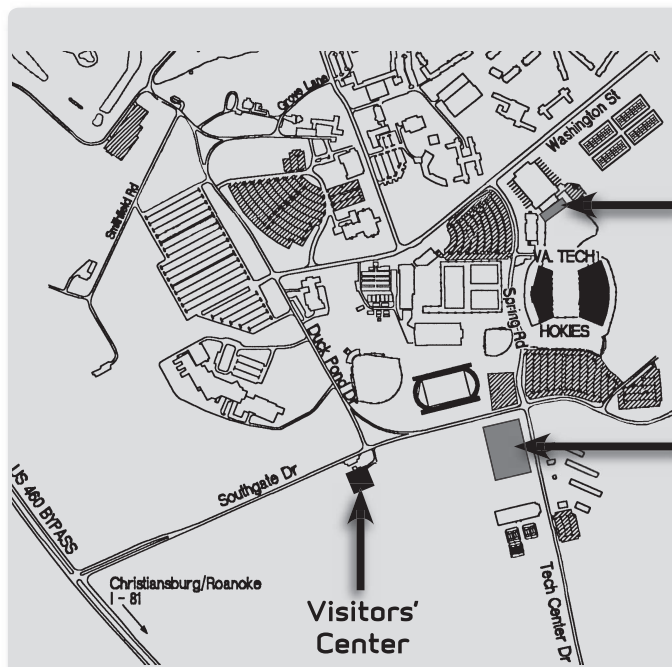 Grove Lane
Washington St
Smithfield Rd
VA. TECH
HOKIES
Spring Rd
Duck Pond Dr
Southgate Dr
US 460 BYPASS
Christiansburg/Roanoke
I - 81
Visitors'
Center
Tech Center Dr